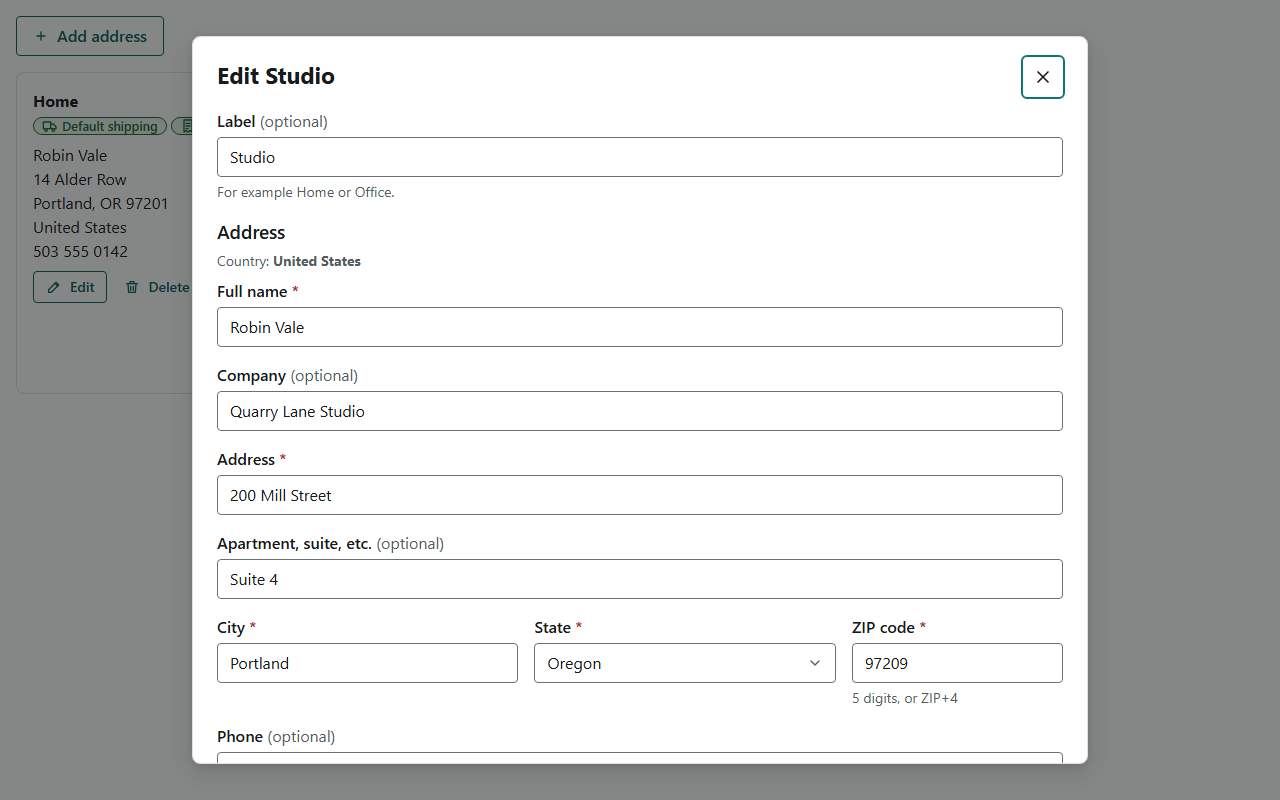 + Add address
Home
Default shipping
Robin Vale
14 Alder Row
Portland, OR 97201
United States
503 555 0142
Edit Delete
Edit Studio
Label (optional)
Studio
For example Home or Office.
Address
Country: United States
Full name *
Robin Vale
Company (optional)
Quarry Lane Studio
Address *
200 Mill Street
Apartment, suite, etc. (optional)
Suite 4
City * State * ZIP code *
Portland Oregon 97209
5 digits, or ZIP+4
Phone (optional)